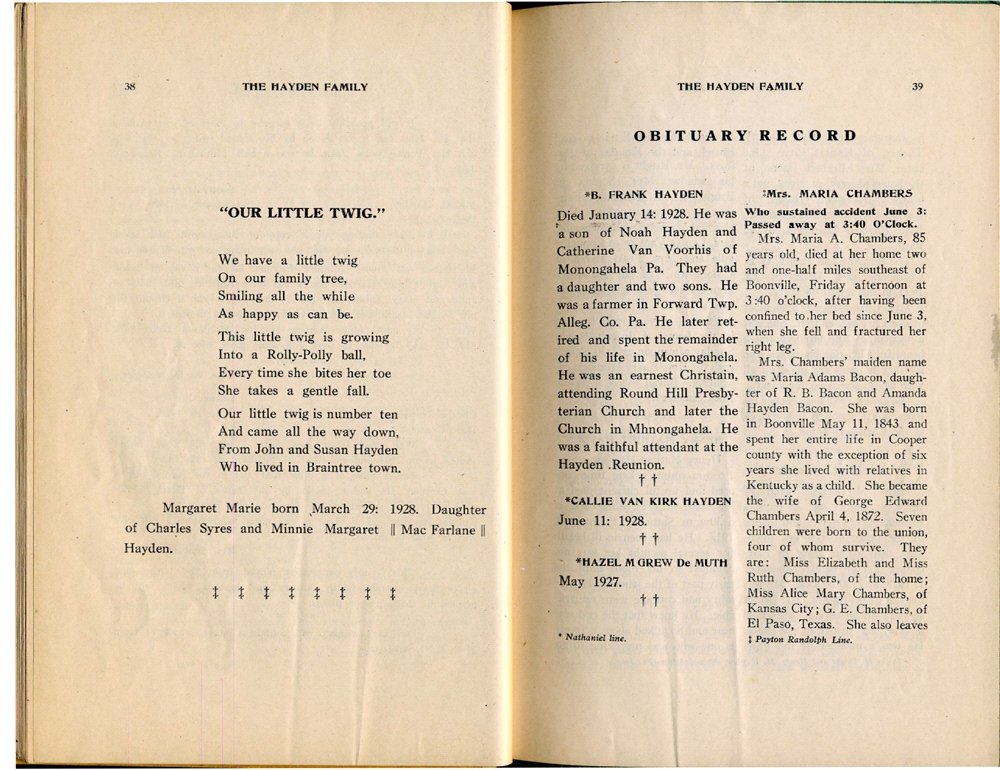 38
THE HAYDEN FAMILY
"OUR LITTLE TWIG."
We have a little twig
On our family tree,
Smiling all the while
As happy as can be.
This little twig is growing
Into a Rolly-Polly ball,
Every time she bites her toe
She takes a gentle fall.
Our little twig is number ten
And came all the way down,
From John and Susan Hayden
Who lived in Braintree town.
Margaret Marie born March 29: 1928. Daughter
of Charles Syres and Minnie Margaret || Mac Farlane ||
Hayden.
‡ ‡ ‡ ‡ ‡ ‡ ‡ ‡
THE HAYDEN FAMILY
39
OBITUARY RECORD
*B. FRANK HAYDEN
Died January 14: 1928. He was
a son of Noah Hayden and
Catherine Van Voorhis of
Monongahela Pa. They had
a daughter and two sons. He
was a farmer in Forward Twp.
Alleg. Co. Pa. He later ret-
ired and spent the remainder
of his life in Monongahela.
He was an earnest Christain,
attending Round Hill Presby-
terian Church and later the
Church in Mhnongahela. He
was a faithful attendant at the
Hayden .Reunion.
† †
*CALLIE VAN KIRK HAYDEN
June 11: 1928.
† †
*HAZEL M GREW De MUTH
May 1927.
† †
* Nathaniel line.
‡Mrs. MARIA CHAMBERS
Who sustained accident June 3:
Passed away at 3:40 O'Clock.
Mrs. Maria A. Chambers, 85
years old, died at her home two
and one-half miles southeast of
Boonville, Friday afternoon at
3:40 o'clock, after having been
confined to her bed since June 3,
when she fell and fractured her
right leg.
Mrs. Chambers' maiden name
was Maria Adams Bacon, daugh-
ter of R. B. Bacon and Amanda
Hayden Bacon. She was born
in Boonville May 11, 1843 and
spent her entire life in Cooper
county with the exception of six
years she lived with relatives in
Kentucky as a child. She became
the wife of George Edward
Chambers April 4, 1872. Seven
children were born to the union,
four of whom survive. They
are: Miss Elizabeth and Miss
Ruth Chambers, of the home;
Miss Alice Mary Chambers, of
Kansas City; G. E. Chambers, of
El Paso, Texas. She also leaves
‡ Payton Randolph Line.